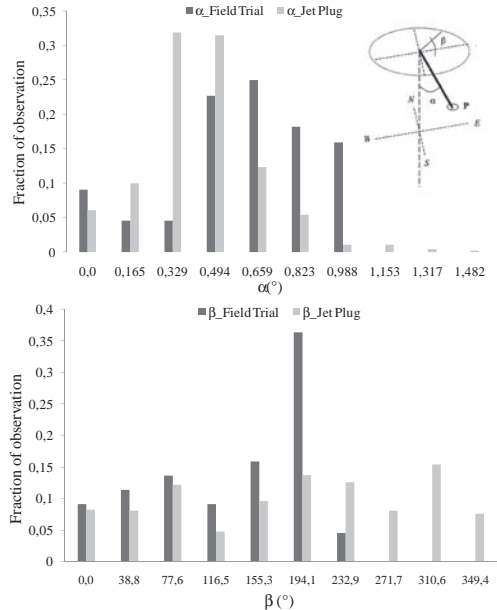 α_Field Trial α_Jet Plug
Fraction of observation
0,35
0,3
0,25
0,2
0,15
0,1
0,05
0
0,0 0,165 0,329 0,494 0,659 0,823 0,988 1,153 1,317 1,482
α(°)
β
α
P
N
E
W
S
β_Field Trial β_Jet Plug
Fraction of observation
0,4
0,35
0,3
0,25
0,2
0,15
0,1
0,05
0
0,0 38,8 77,6 116,5 155,3 194,1 232,9 271,7 310,6 349,4
β (°)